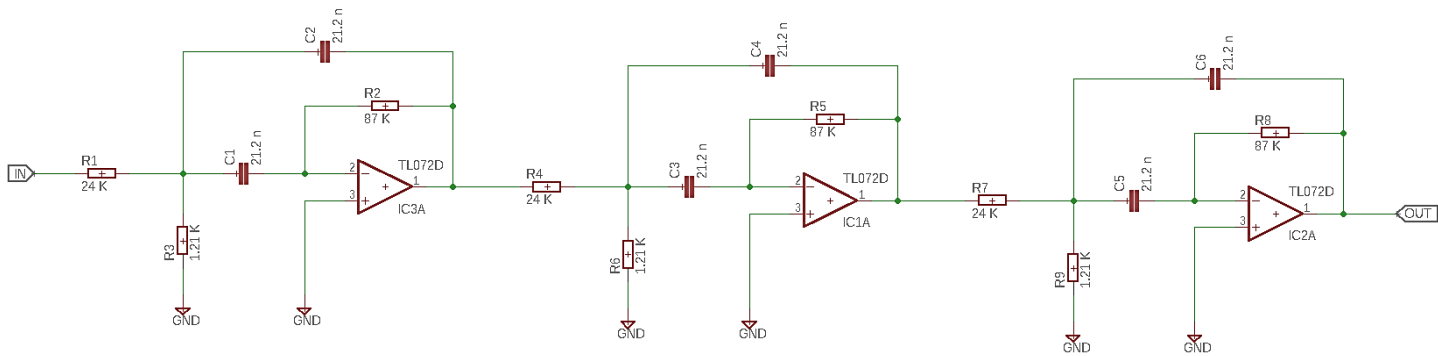 C2
21.2 n
R2
87 K
IN
R1
24 K
C1
21.2 n
2
3
1
TL072D
IC3A
R3
1.21 K
GND
GND
C4
21.2 n
R5
87 K
R4
24 K
C3
21.2 n
2
3
1
TL072D
IC1A
R6
1.21 K
GND
GND
C6
21.2 n
R8
87 K
R7
24 K
C5
21.2 n
2
3
1
TL072D
IC2A
OUT
R9
1.21 K
GND
GND